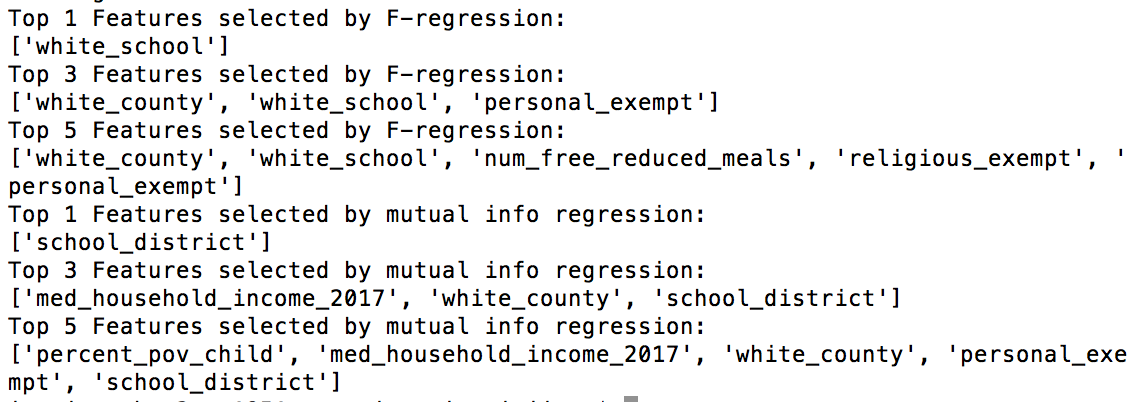 Top 1 Features selected by F-regression:
['white_school']
Top 3 Features selected by F-regression:
['white_county', 'white_school', 'personal_exempt']
Top 5 Features selected by F-regression:
['white_county', 'white_school', 'num_free_reduced_meals', 'religious_exempt', '
personal_exempt']
Top 1 Features selected by mutual info regression:
['school_district']
Top 3 Features selected by mutual info regression:
['med_household_income_2017', 'white_county', 'school_district']
Top 5 Features selected by mutual info regression:
['percent_pov_child', 'med_household_income_2017', 'white_county', 'personal_exe
mpt', 'school_district']